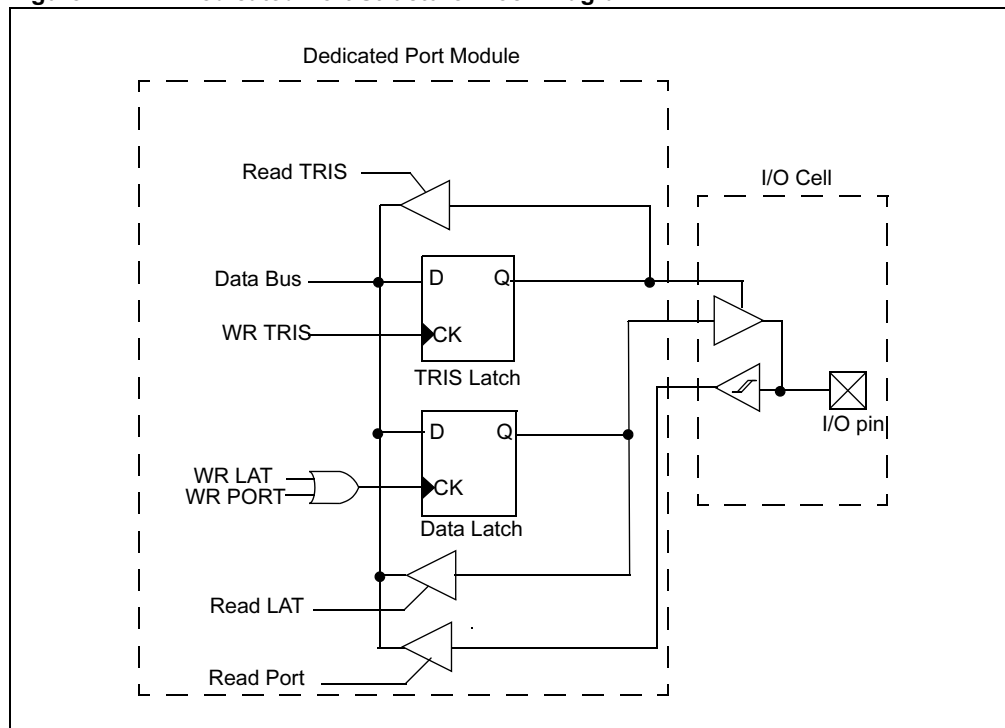 Dedicated Port Module
Read TRIS
I/O Cell
Data Bus
D
Q
WR TRIS
CK
TRIS Latch
D
Q
I/O pin
WR LAT
WR PORT
CK
Data Latch
Read LAT
Read Port